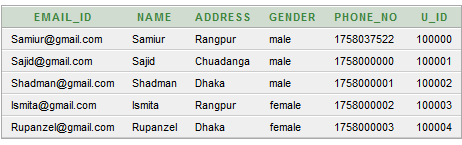 EMAIL_ID NAME ADDRESS GENDER PHONE_NO U_ID
Samiur@gmail.com Samiur Rangpur male 1758037522 100000
Sajid@gmail.com Sajid Chuadanga male 1758000000 100001
Shadman@gmail.com Shadman Dhaka male 1758000001 100002
Ismita@gmail.com Ismita Rangpur female 1758000002 100003
Rupanzel@gmail.com Rupanzel Dhaka female 1758000003 100004